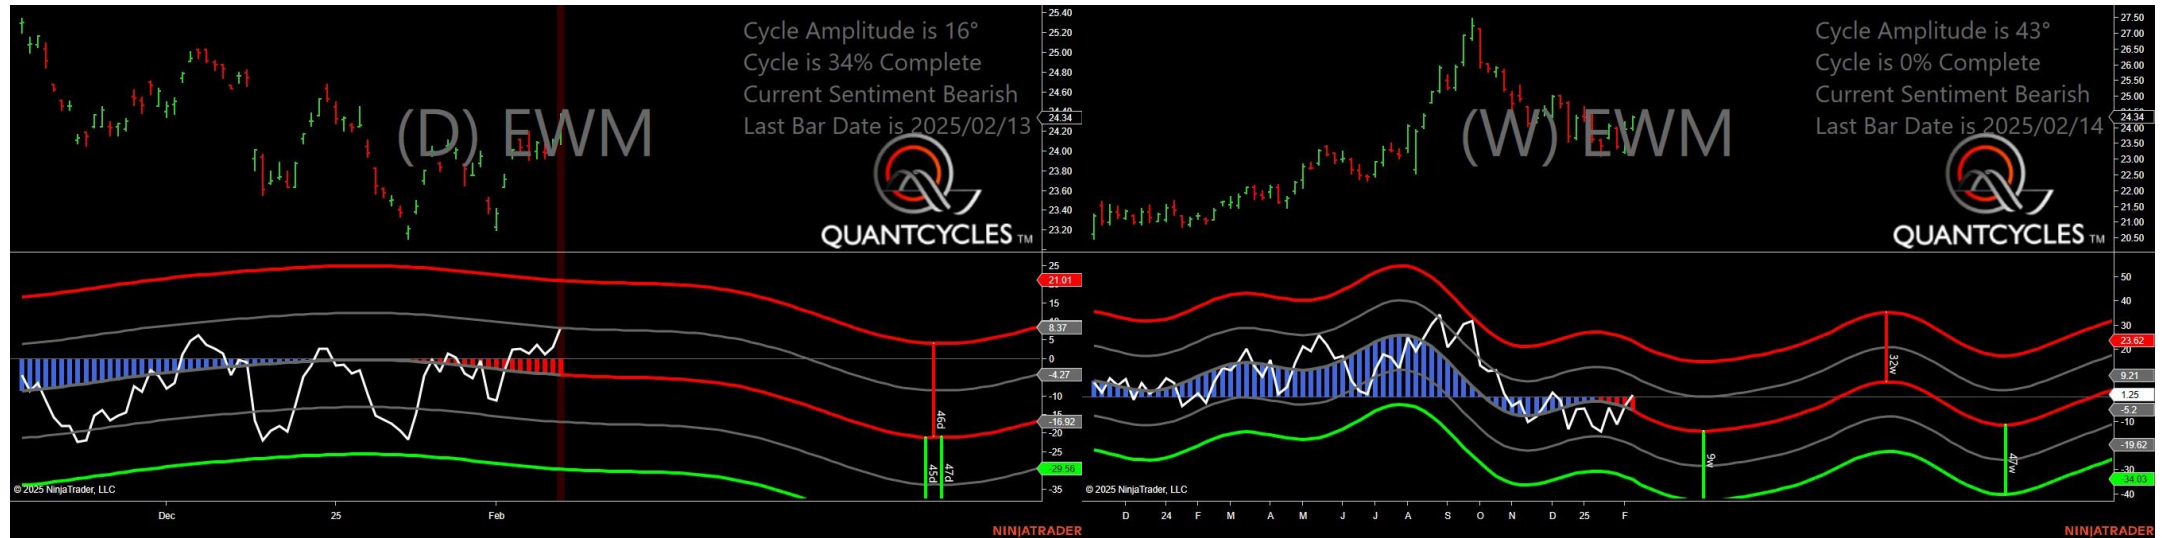 Cycle Amplitude is 16°
Cycle is 34% Complete
Current Sentiment Bearish
Last Bar Date is 2025/02/13
(D) EWM
QUANTCYCLES TM
25.40
25.20
25.00
24.80
24.60
24.40
24.34
24.20
24.00
23.80
23.60
23.40
23.20
25
21.01
15
10
8.37
5
0
-4.27
-10
-15
-16.92
-20
-25
-29.56
-35
46d
45d
47d
© 2025 NinjaTrader, LLC
Dec
25
Feb
NINJATRADER
Cycle Amplitude is 43°
Cycle is 0% Complete
Current Sentiment Bearish
Last Bar Date is 2025/02/14
(W) EWM
QUANTCYCLES TM
27.50
27.00
26.50
26.00
25.50
25.00
24.34
24.00
23.50
23.00
22.50
22.00
21.50
21.00
20.50
50
40
30
23.62
20
9.21
1.25
-5.2
-10
-19.62
-30
-34.03
-40
32w
9w
47w
© 2025 NinjaTrader, LLC
D
24
F
M
A
M
J
J
A
S
O
N
D
25
F
NINJATRADER